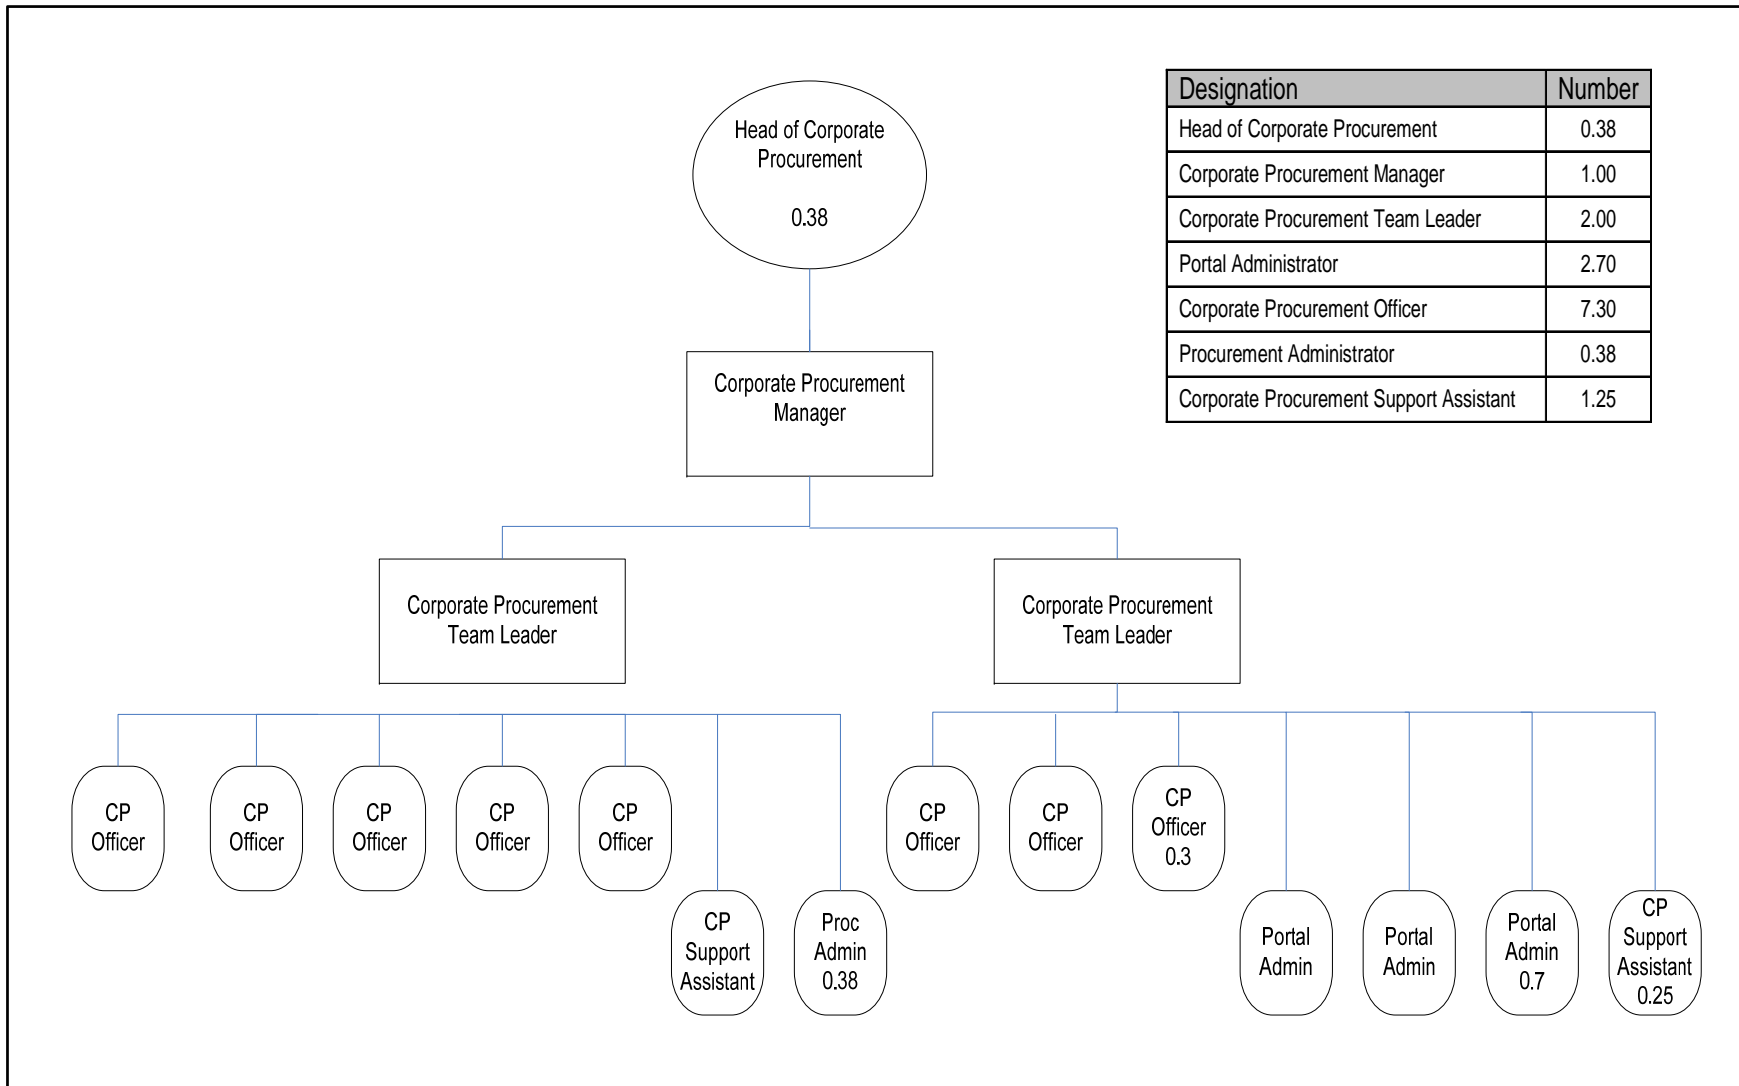 Head of Corporate
Procurement
0.38
Designation Number
Head of Corporate Procurement 0.38
Corporate Procurement Manager 1.00
Corporate Procurement Team Leader 2.00
Portal Administrator 2.70
Corporate Procurement Officer 7.30
Procurement Administrator 0.38
Corporate Procurement Support Assistant 1.25
Corporate Procurement
Manager
Corporate Procurement
Team Leader
Corporate Procurement
Team Leader
CP
Officer
CP
Officer
CP
Officer
CP
Officer
CP
Officer
CP
Support
Assistant
Proc
Admin
0.38
CP
Officer
CP
Officer
CP
Officer
0.3
Portal
Admin
Portal
Admin
Portal
Admin
0.7
CP
Support
Assistant
0.25